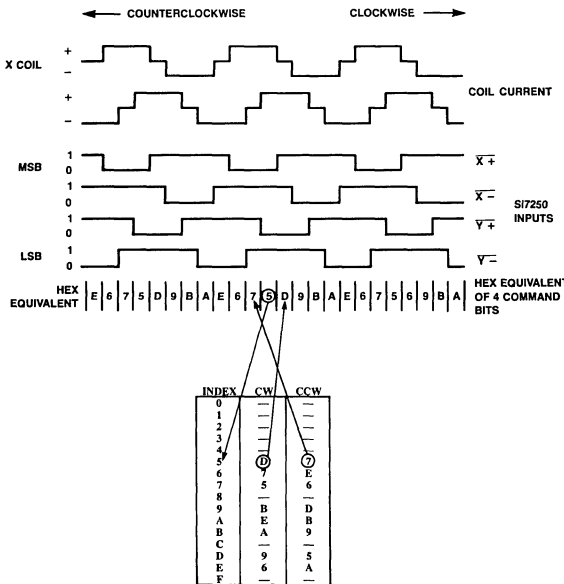 COUNTERCLOCKWISE CLOCKWISE
X COIL + −
+ −
COIL CURRENT
MSB 1 0 X +
1 0 X −
SI7250 INPUTS
1 0 Y +
LSB 1 0 Y −
HEX EQUIVALENT E 6 7 5 D 9 B A E 6 7 5 D 9 B A E 6 7 5 6 9 B A
HEX EQUIVALENT OF 4 COMMAND BITS
INDEX CW CCW
0 — —
1 — —
2 — —
3 — —
4 — —
5 D 7
6 7 E
7 5 6
8 — —
9 B D
A E B
B A 9
C — —
D 9 5
E 6 A
F — —